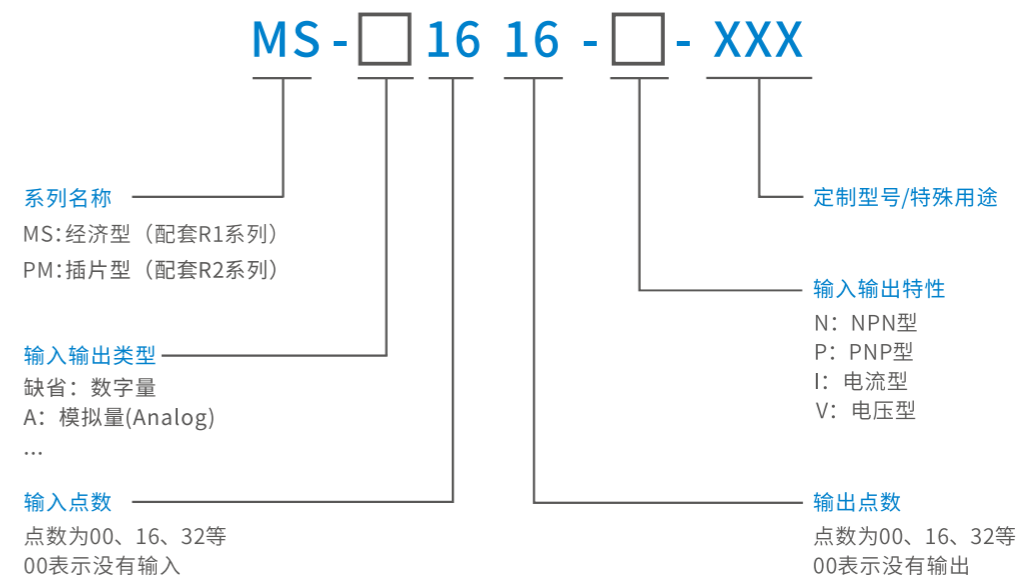 MS-□1616-□-XXX
系列名称
MS:经济型（配套R1系列）
PM:插片型（配套R2系列）
输入输出类型
缺省：数字量
A：模拟量(Analog)
...
输入点数
点数为00、16、32等
00表示没有输入
定制型号/特殊用途
输入输出特性
N：NPN型
P：PNP型
I：电流型
V：电压型
输出点数
点数为00、16、32等
00表示没有输出